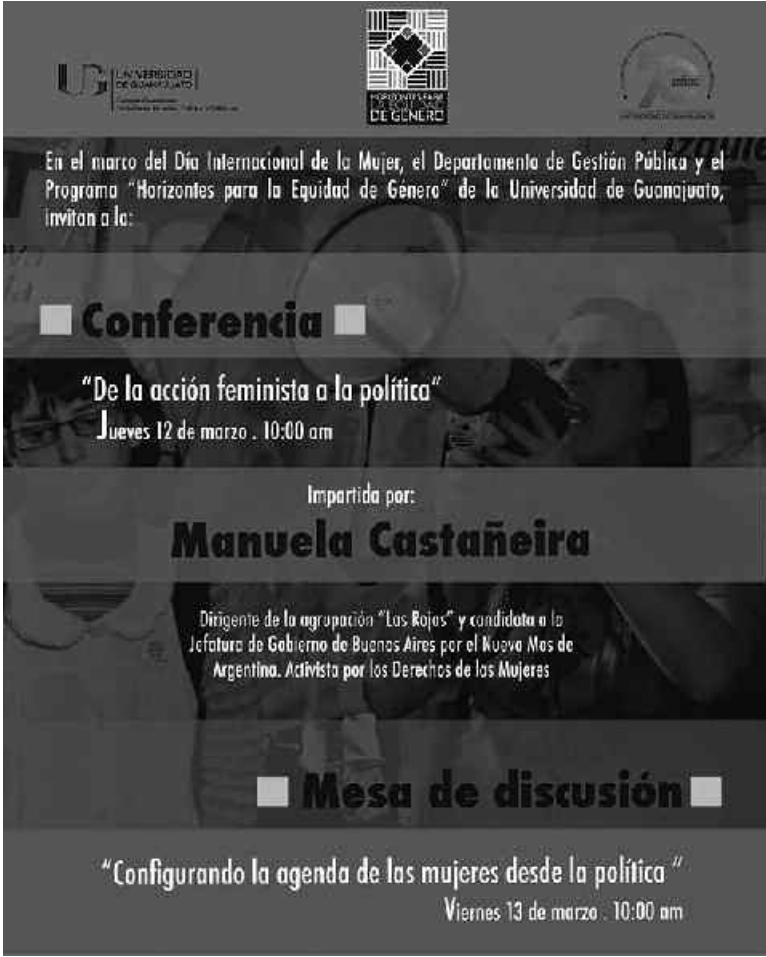 UG UNIVERSIDAD
DE GUANAJUATO
HORIZONTES PARA
LA EQUIDAD
DE GÉNERO
izquie
En el marco del Día Internacional de la Mujer, el Departamento de Gestión Pública y el
Programa “Horizontes para la Equidad de Género” de la Universidad de Guanajuato,
invitan a la:
Conferencia
“De la acción feminista a la política”
Jueves 12 de marzo . 10:00 am
Impartida por:
Manuela Castañeira
Dirigente de la agrupación “Las Rojas” y candidata a la
Jefatura de Gobierno de Buenos Aires por el Nuevo Mas de
Argentina. Activista por los Derechos de las Mujeres
Mesa de discusión
“Configurando la agenda de las mujeres desde la política ”
Viernes 13 de marzo . 10:00 am